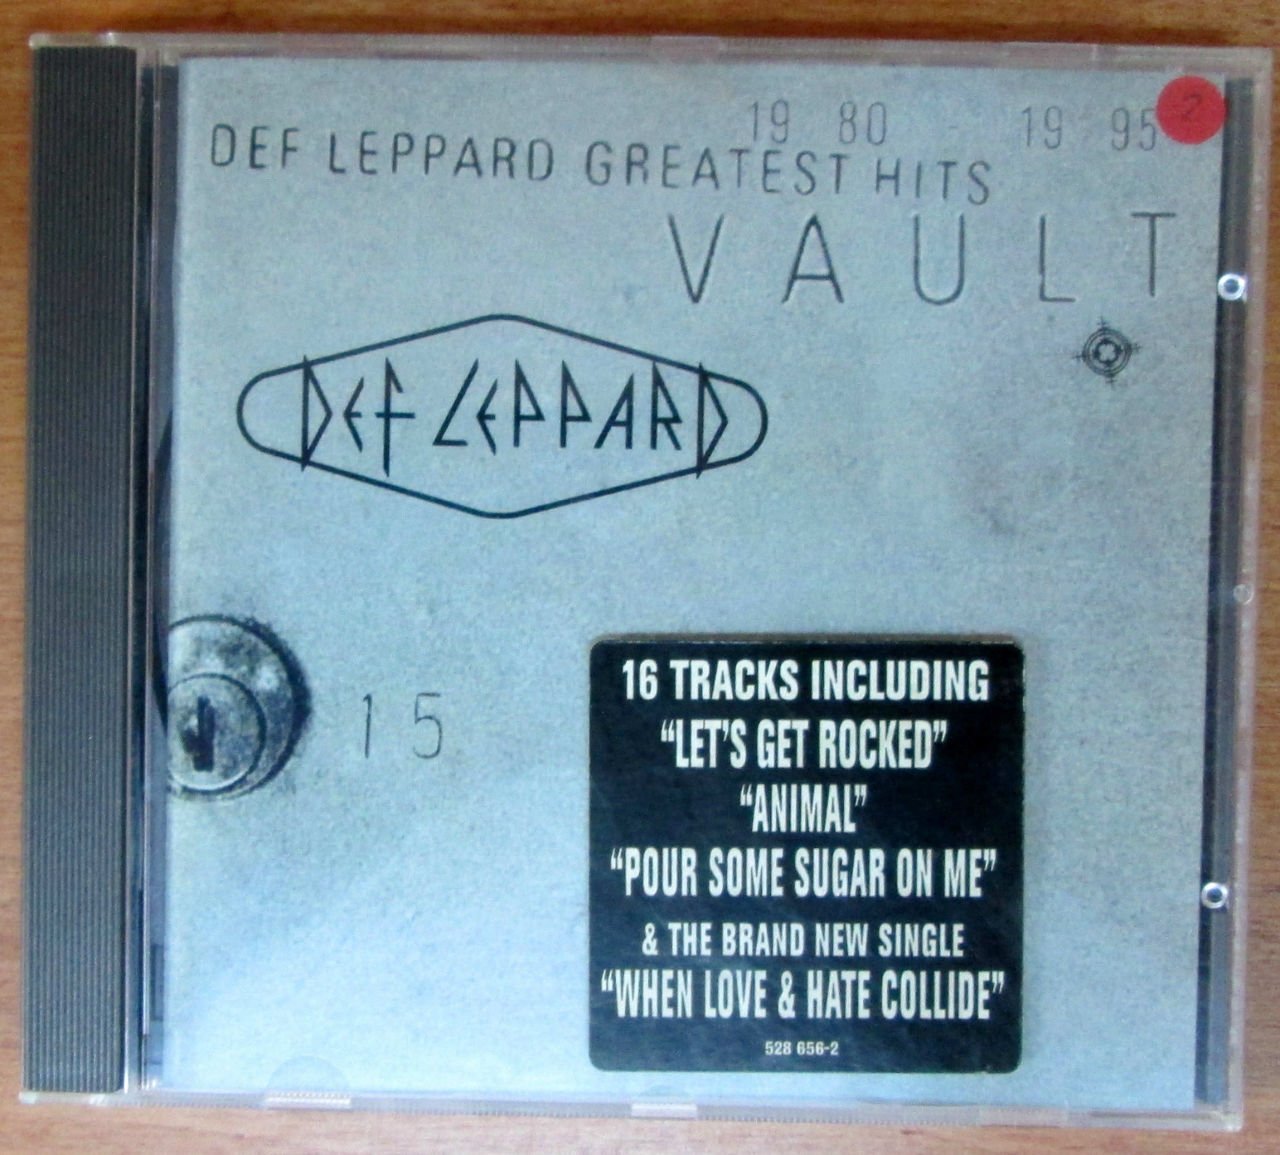 19 80 - 19 95
DEF LEPPARD GREATEST HITS
VAULT
DEF LEPPARD
15
16 TRACKS INCLUDING
“LET'S GET ROCKED”
“ANIMAL”
“POUR SOME SUGAR ON ME”
& THE BRAND NEW SINGLE
“WHEN LOVE & HATE COLLIDE”
528 656-2